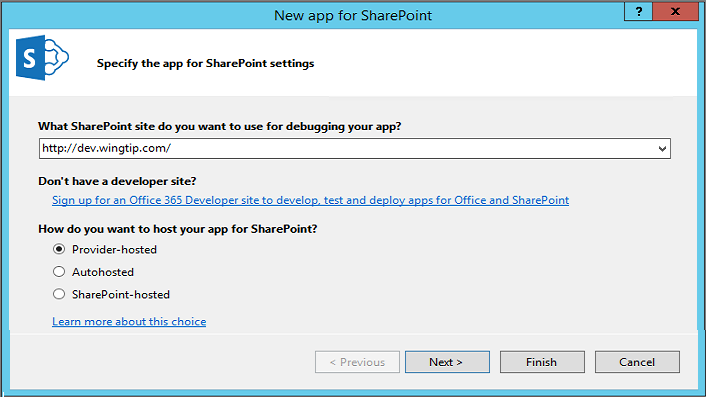 New app for SharePoint
?
X
S
Specify the app for SharePoint settings
What SharePoint site do you want to use for debugging your app?
http://dev.wingtip.com/
Don't have a developer site?
Sign up for an Office 365 Developer site to develop, test and deploy apps for Office and SharePoint
How do you want to host your app for SharePoint?
Provider-hosted
Autohosted
SharePoint-hosted
Learn more about this choice
< Previous
Next >
Finish
Cancel